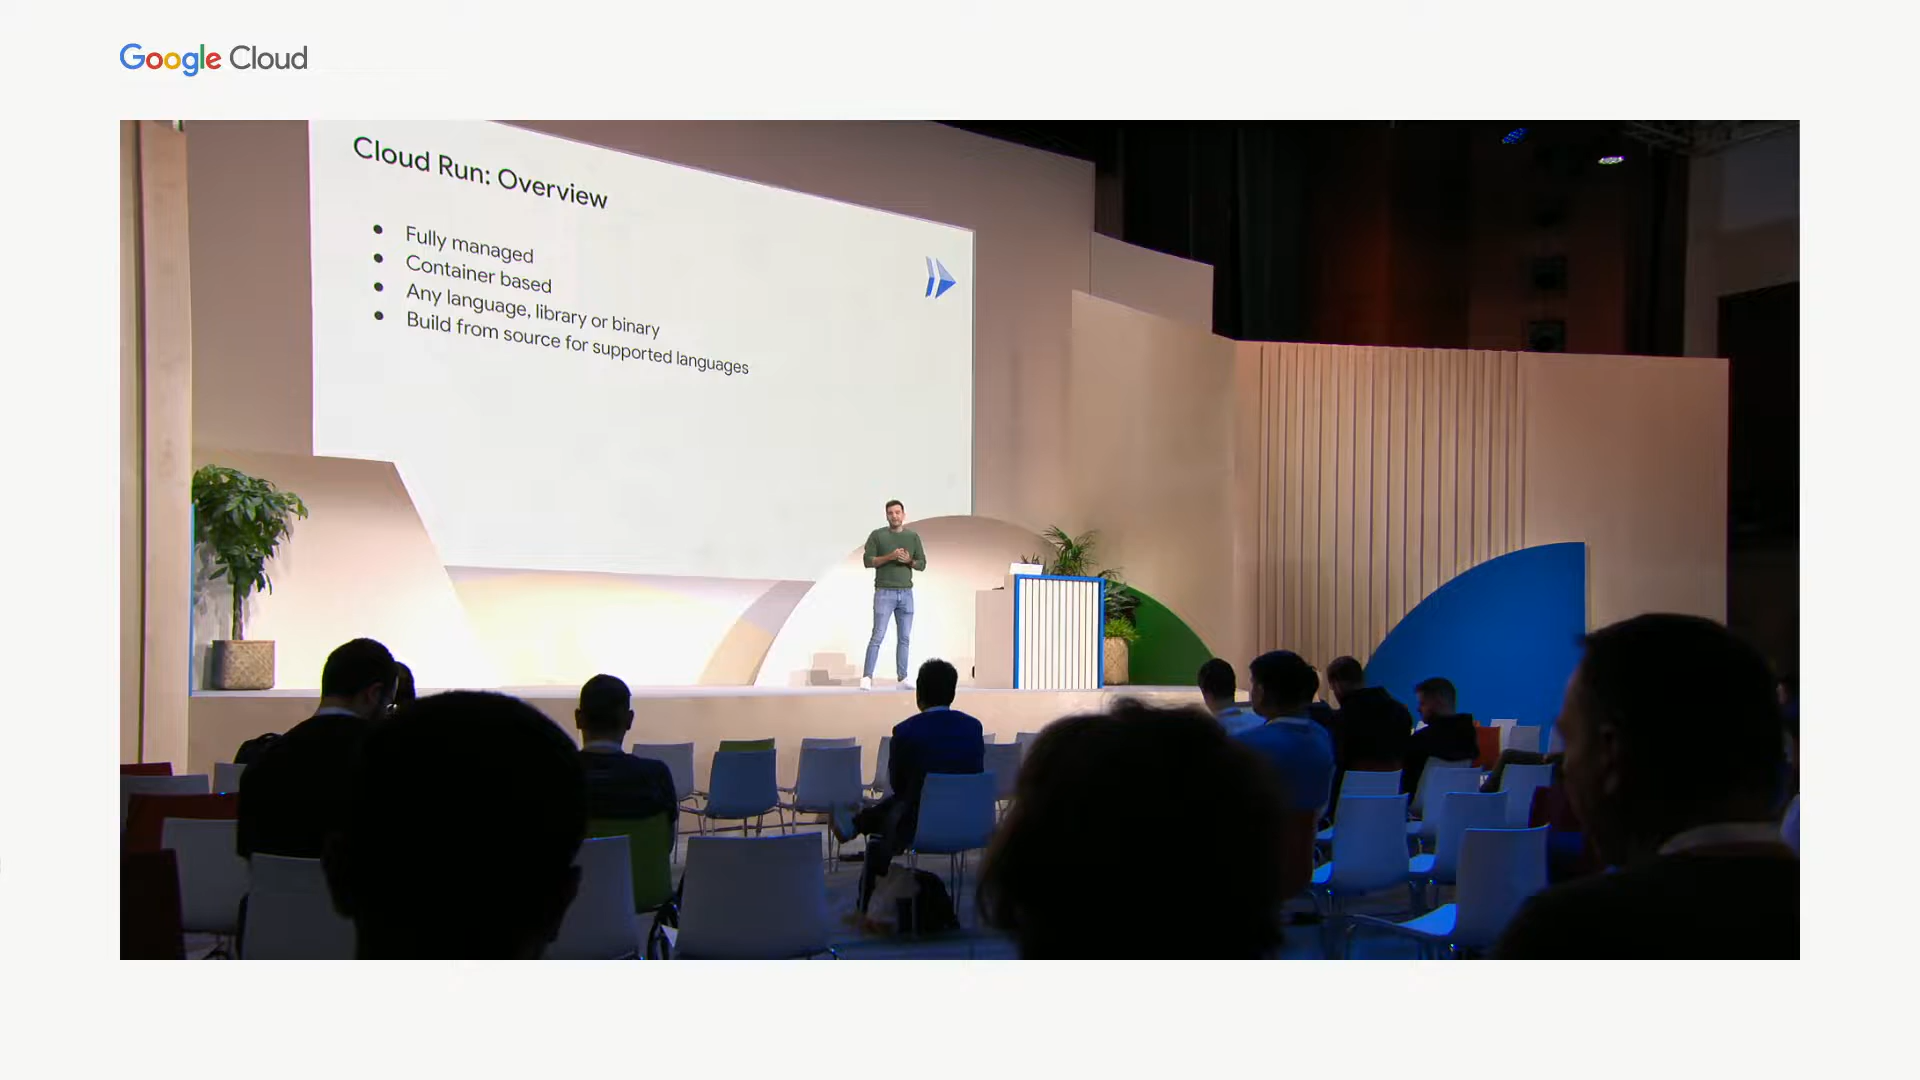 Google Cloud
Cloud Run: Overview
● Fully managed
● Container based
● Any language, library or binary
● Build from source for supported languages